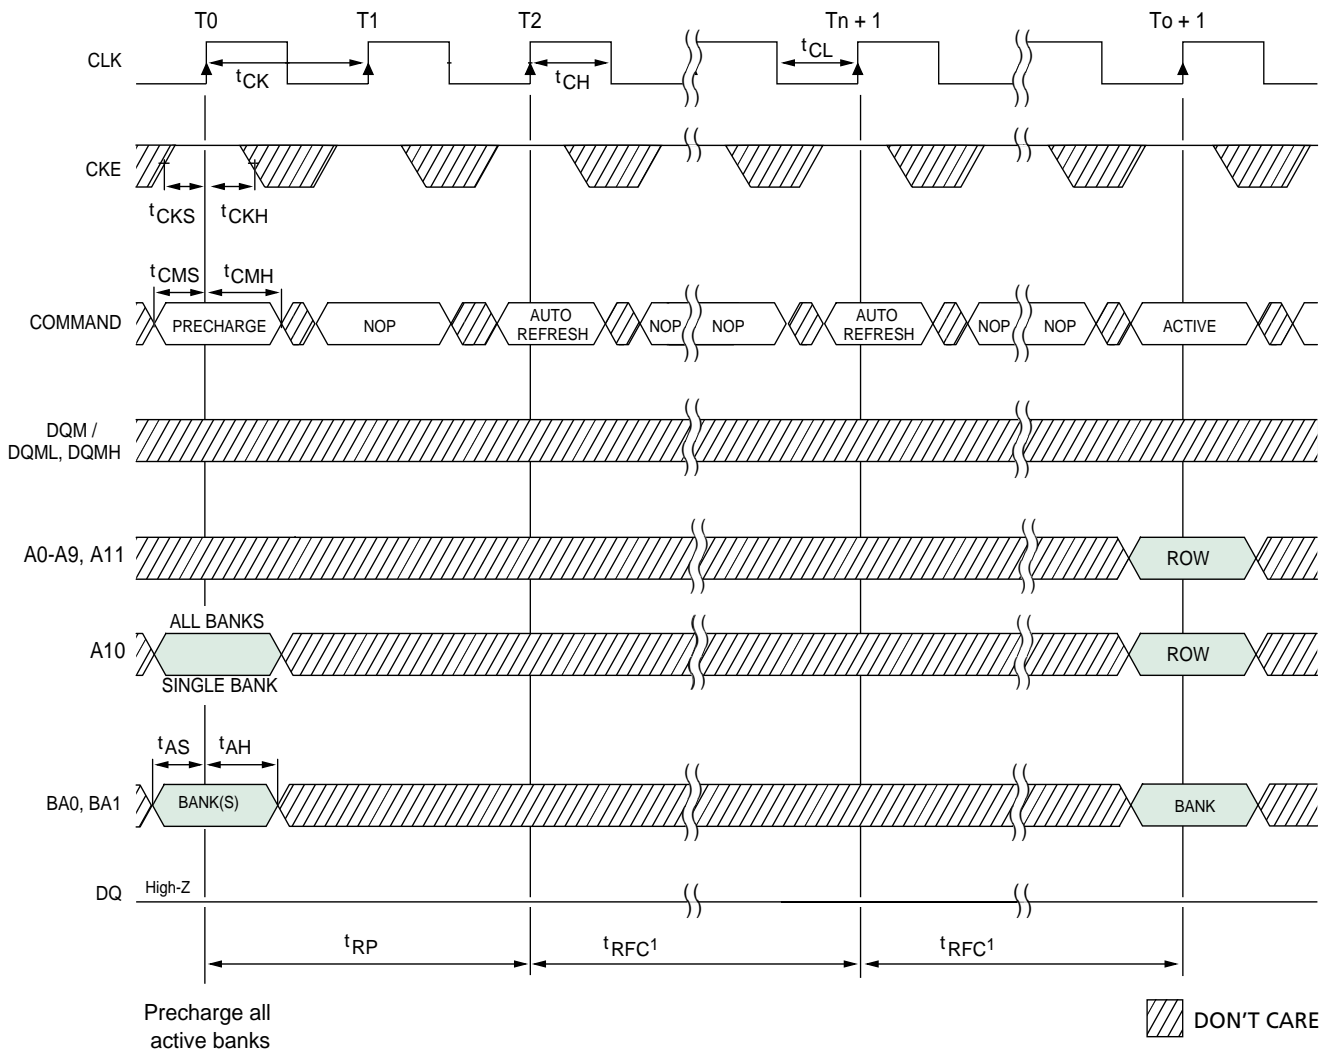 T0 T1 T2 Tn + 1 To + 1
CLK
tCK tCH tCL
CKE
tCKS tCKH
tCMS tCMH
COMMAND PRECHARGE NOP AUTO REFRESH NOP NOP AUTO REFRESH NOP NOP ACTIVE
DQM /
DQML, DQMH
A0-A9, A11 ROW
ALL BANKS
A10 ROW
SINGLE BANK
tAS tAH
BA0, BA1 BANK(S) BANK
DQ High-Z
tRP tRFC1 tRFC1
Precharge all
active banks
DON'T CARE